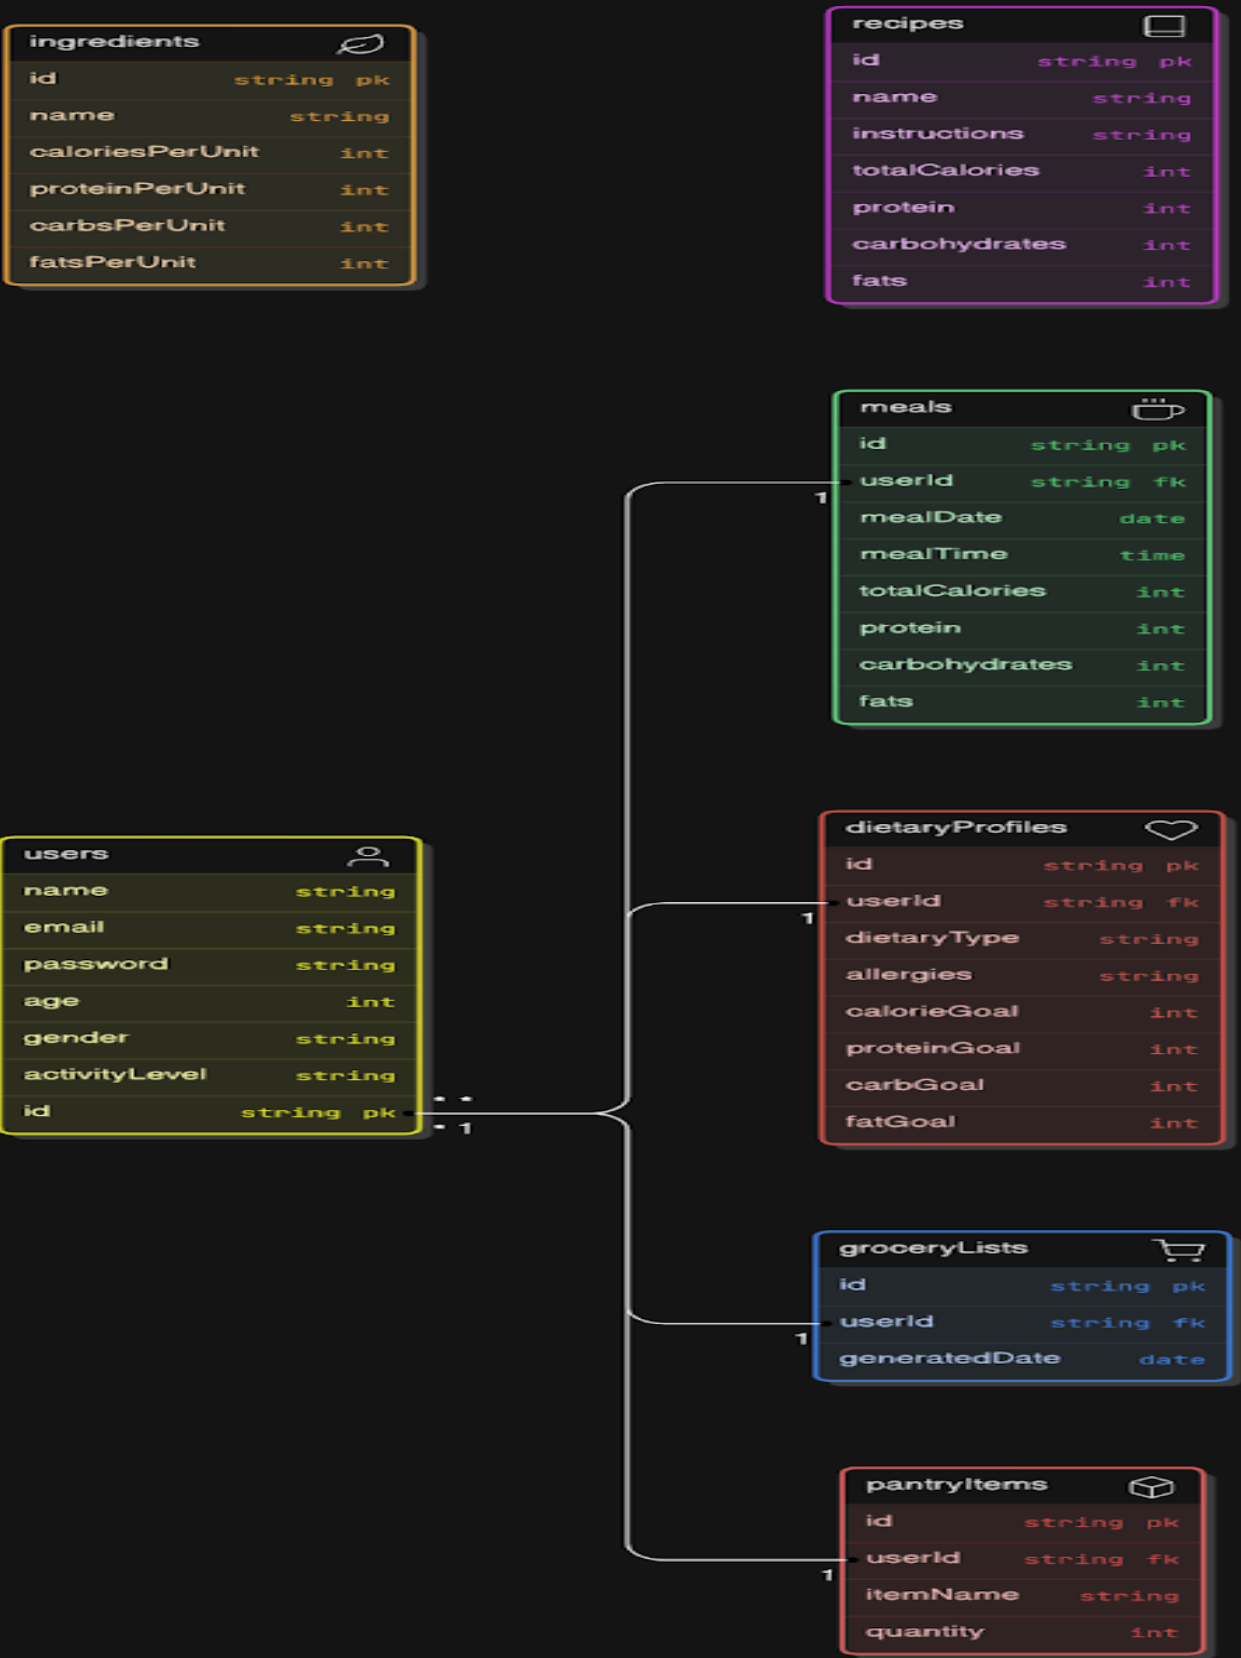 ingredients
id string pk
name string
caloriesPerUnit int
proteinPerUnit int
carbsPerUnit int
fatsPerUnit int
recipes
id string pk
name string
instructions string
totalCalories int
protein int
carbohydrates int
fats int
meals
id string pk
userId string fk
mealDate date
mealTime time
totalCalories int
protein int
carbohydrates int
fats int
1
users
name string
email string
password string
age int
gender string
activityLevel string
id string pk
* *
* 1
dietaryProfiles
id string pk
userId string fk
dietaryType string
allergies string
calorieGoal int
proteinGoal int
carbGoal int
fatGoal int
1
groceryLists
id string pk
userId string fk
generatedDate date
1
pantryItems
id string pk
userId string fk
itemName string
quantity int
1